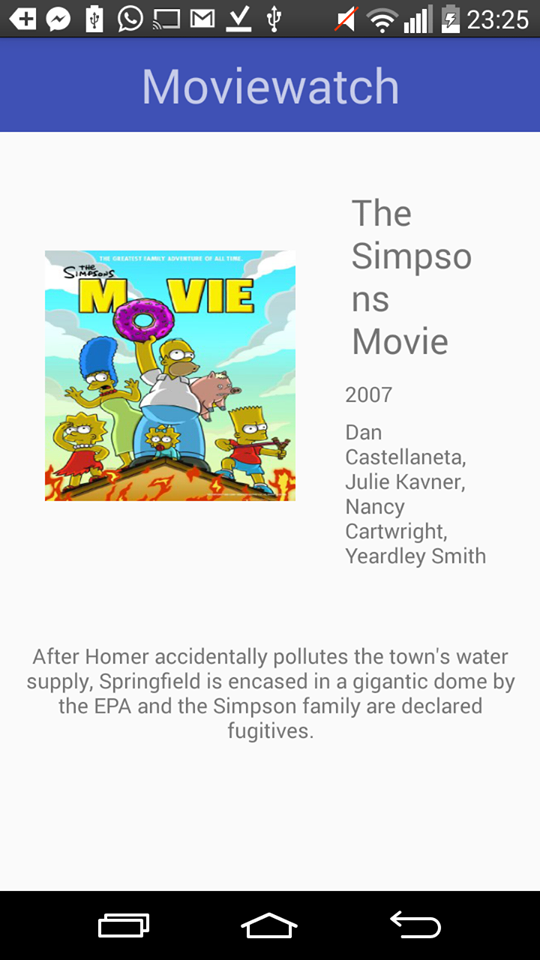 23:25
Moviewatch
THE GREATEST FAMILY ADVENTURE OF ALL TIME.
THE
SIMPSONS
MOVIE
The
Simpso
ns
Movie
2007
Dan
Castellaneta,
Julie Kavner,
Nancy
Cartwright,
Yeardley Smith
After Homer accidentally pollutes the town's water
supply, Springfield is encased in a gigantic dome by
the EPA and the Simpson family are declared
fugitives.